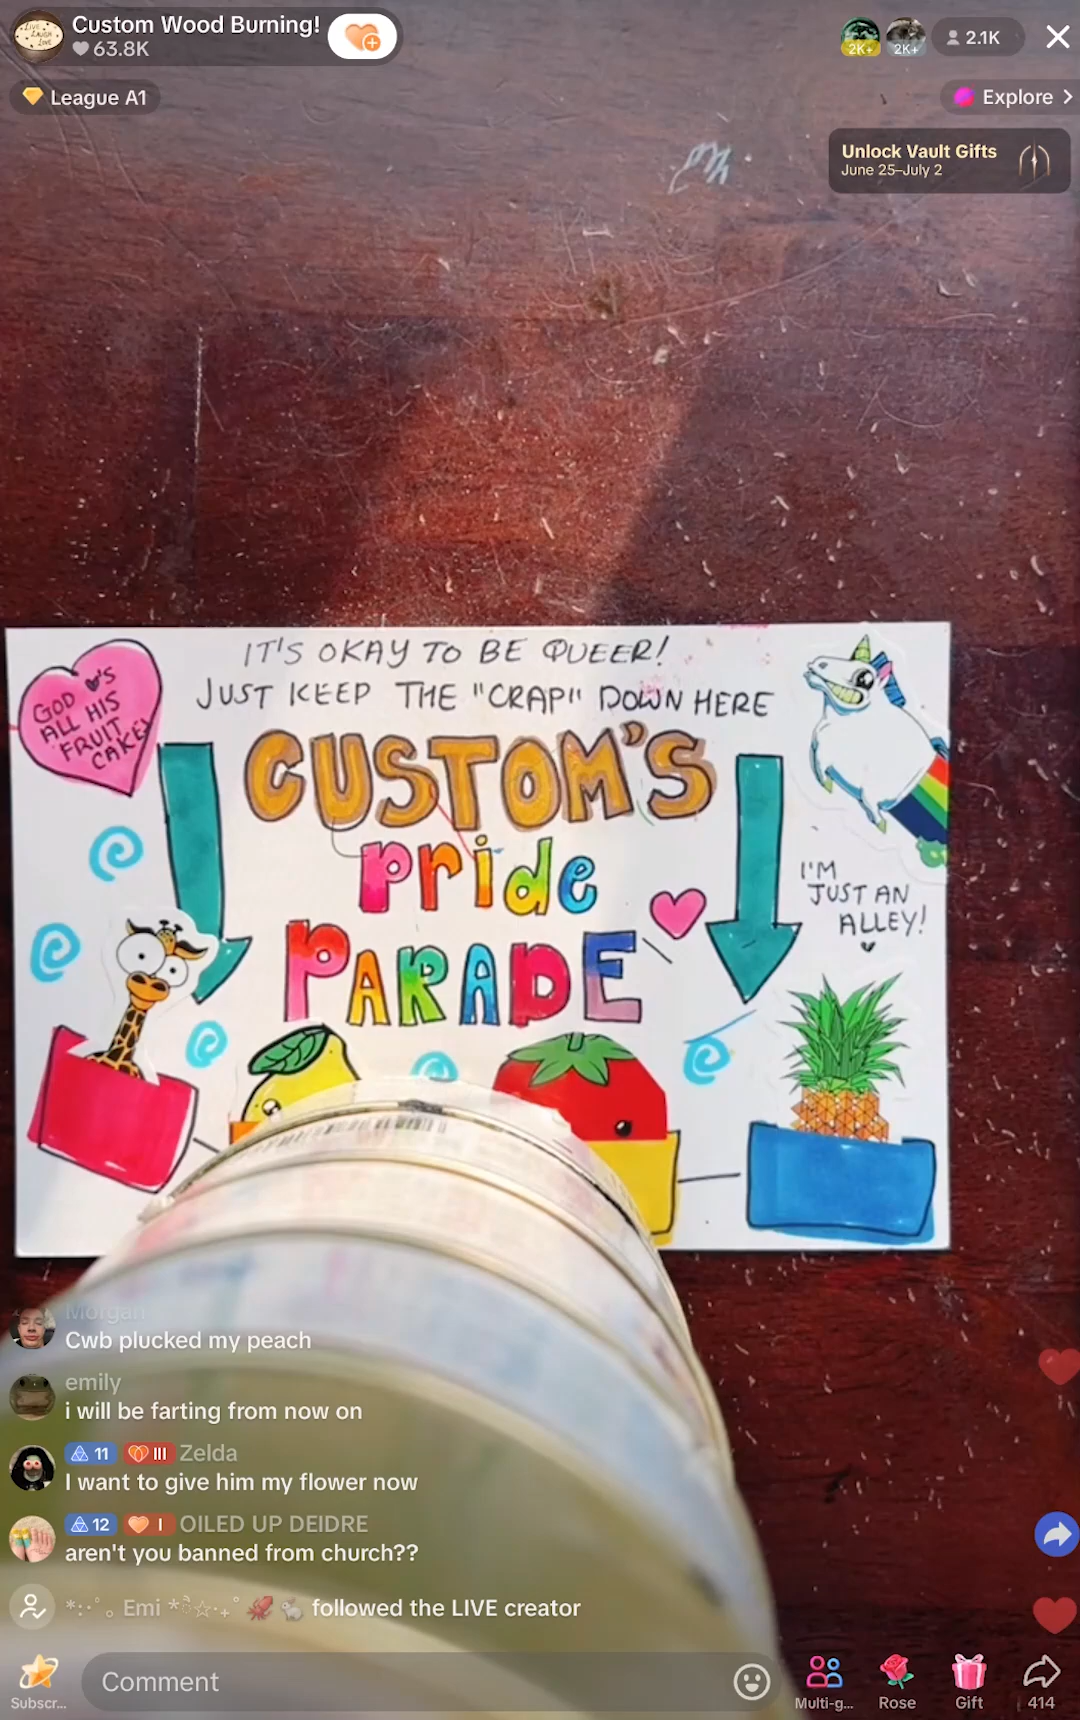 Custom Wood Burning!
63.8K
2K+
2K+
2.1K
League A1
Explore
Unlock Vault Gifts
June 25–July 2
IT'S OKAY TO BE QUEER!
JUST KEEP THE "CRAP" DOWN HERE
GOD ♥'S
ALL HIS
FRUIT
CAKES
CUSTOM'S
pride
PARADE
I'M
JUST AN
ALLEY!
Morgan
Cwb plucked my peach
emily
i will be farting from now on
11 III Zelda
I want to give him my flower now
12 I OILED UP DEIDRE
aren't you banned from church??
Emi followed the LIVE creator
Subscr...
Comment
Multi-g...
Rose
Gift
414